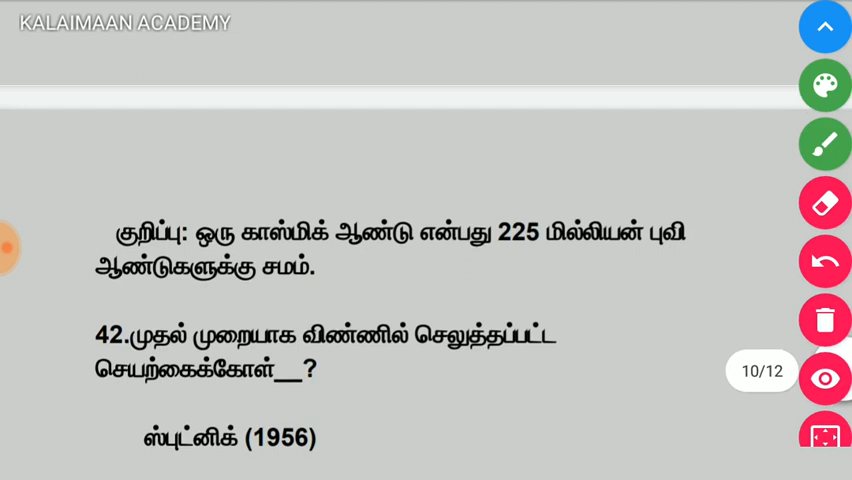 KALAIMAAN ACADEMY
குறிப்பு: ஒரு காஸ்மிக் ஆண்டு என்பது 225 மில்லியன் புவி
ஆண்டுகளுக்கு சமம்.
42.முதல் முறையாக விண்ணில் செலுத்தப்பட்ட
செயற்கைக்கோள்__?
10/12
ஸ்புட்னிக் (1956)